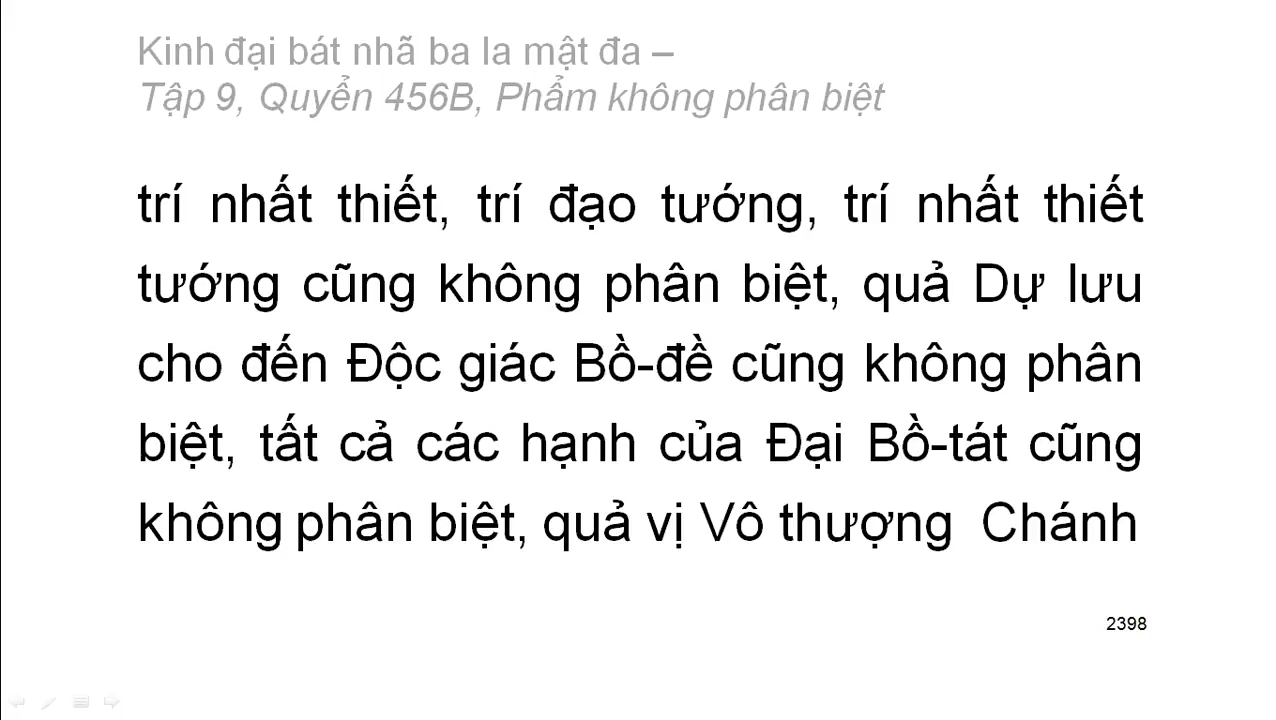 Kinh đại bát nhã ba la mật đa –
Tập 9, Quyển 456B, Phẩm không phân biệt
trí nhất thiết, trí đạo tướng, trí nhất thiết
tướng cũng không phân biệt, quả Dự lưu
cho đến Độc giác Bồ-đề cũng không phân
biệt, tất cả các hạnh của Đại Bồ-tát cũng
không phân biệt, quả vị Vô thượng Chánh
2398